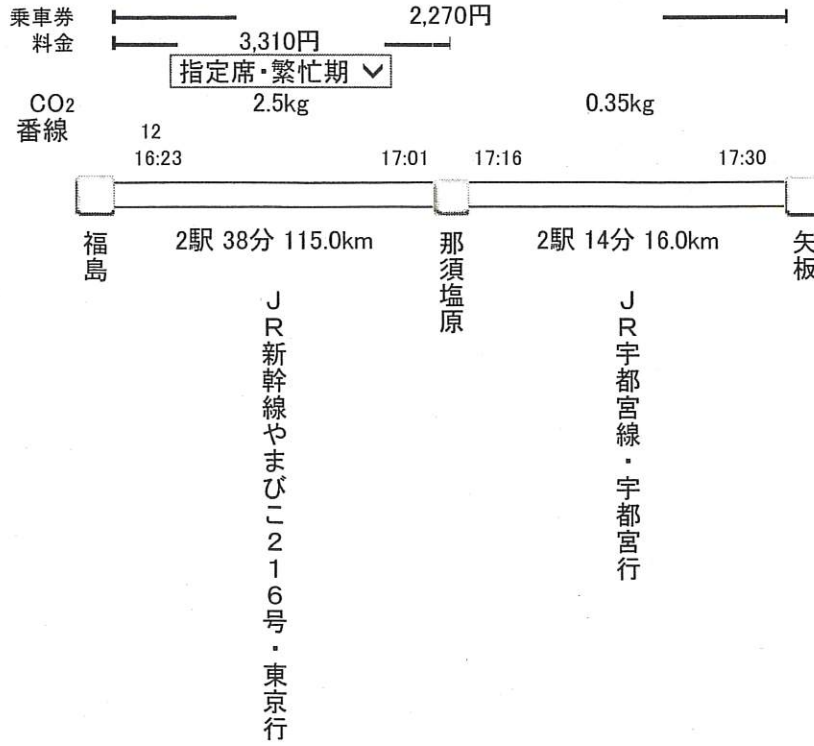 乗車券 2,270円
料金 3,310円
指定席・繁忙期
CO2 2.5kg 0.35kg
番線 12
16:23 17:01 17:16 17:30
福島 2駅 38分 115.0km 那須塩原 2駅 14分 16.0km 矢板
JR新幹線やまびこ216号・東京行
JR宇都宮線・宇都宮行